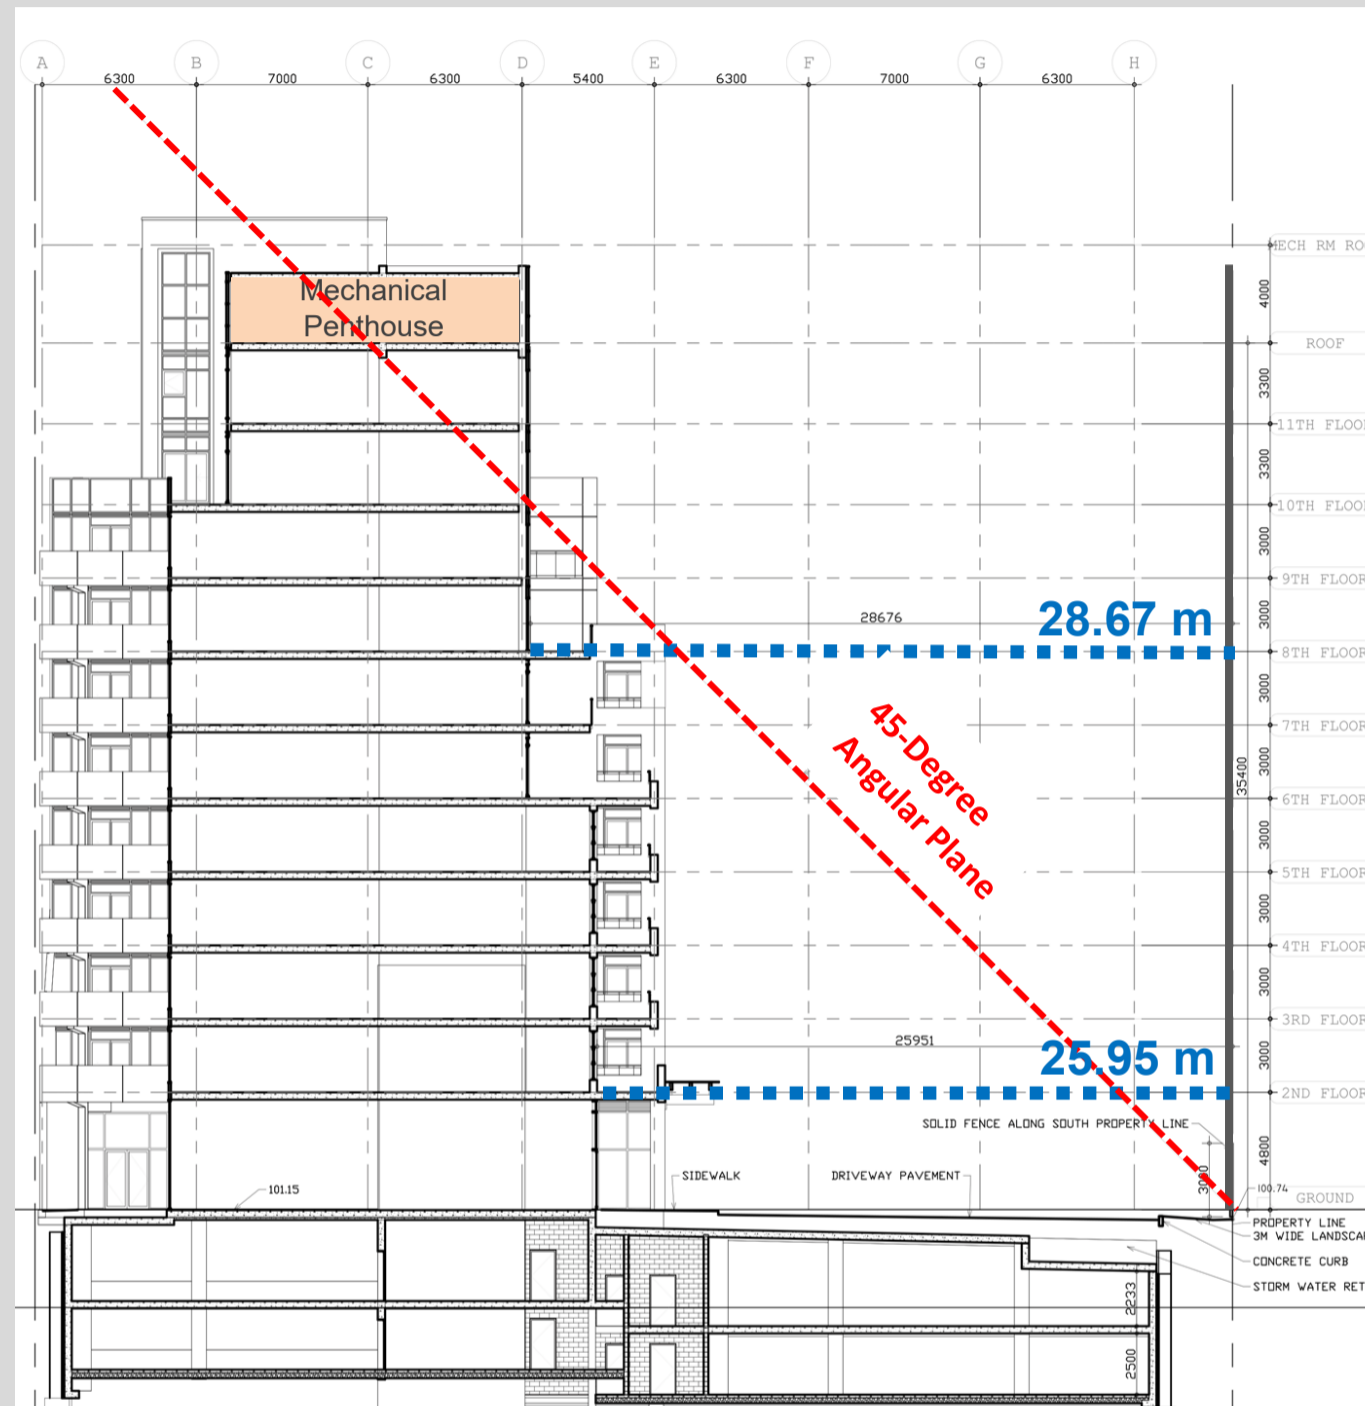 A B C D E F G H
6300 7000 6300 5400 6300 7000 6300
MECH RM RO
4000
Mechanical
Penthouse
ROOF
3300
11TH FLOOR
3300
10TH FLOOR
3000
9TH FLOOR
3000
28676
28.67 m
8TH FLOOR
3000
45-Degree
Angular Plane
7TH FLOOR
3000
35400
6TH FLOOR
3000
5TH FLOOR
3000
4TH FLOOR
3000
3RD FLOOR
3000
25951
25.95 m
2ND FLOOR
SOLID FENCE ALONG SOUTH PROPERTY LINE
4800
3000
SIDEWALK
DRIVEWAY PAVEMENT
101.15
100.74
GROUND
PROPERTY LINE
3M WIDE LANDSCA
CONCRETE CURB
STORM WATER RET
2233
2500